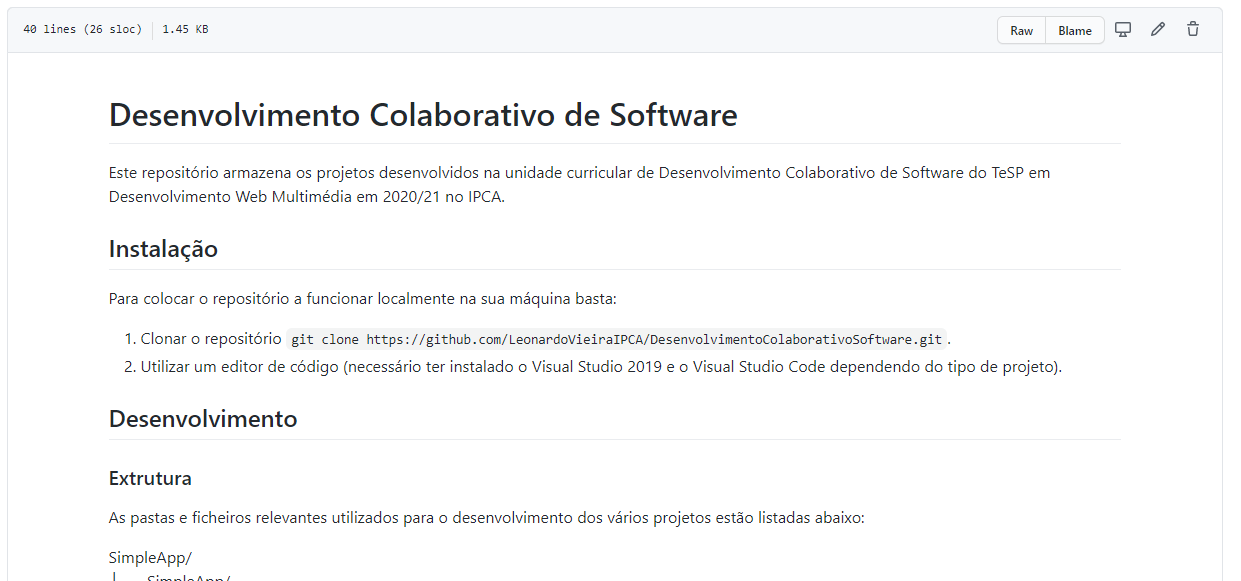 40 lines (26 sloc) 1.45 KB Raw Blame
Desenvolvimento Colaborativo de Software
Este repositório armazena os projetos desenvolvidos na unidade curricular de Desenvolvimento Colaborativo de Software do TeSP em
Desenvolvimento Web Multimédia em 2020/21 no IPCA.
Instalação
Para colocar o repositório a funcionar localmente na sua máquina basta:
1. Clonar o repositório git clone https://github.com/LeonardoVieiraIPCA/DesenvolvimentoColaborativoSoftware.git .
2. Utilizar um editor de código (necessário ter instalado o Visual Studio 2019 e o Visual Studio Code dependendo do tipo de projeto).
Desenvolvimento
Extrutura
As pastas e ficheiros relevantes utilizados para o desenvolvimento dos vários projetos estão listadas abaixo:
SimpleApp/
SimpleApp/